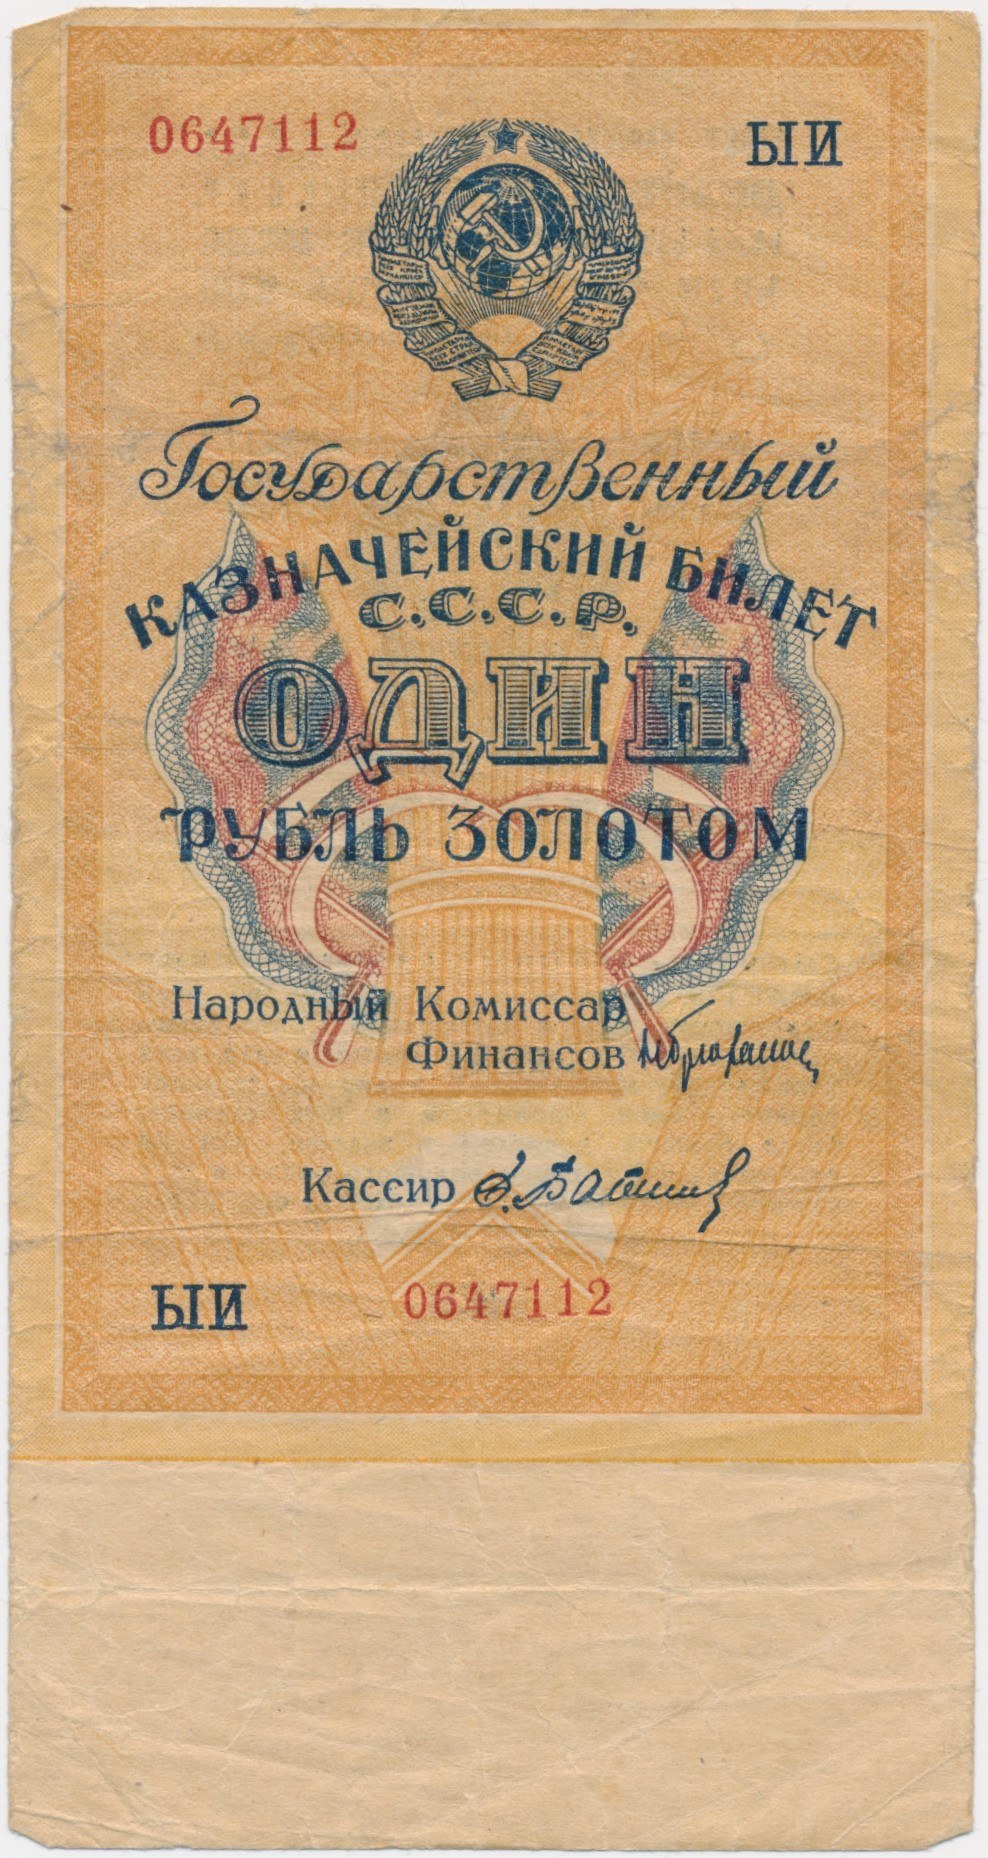 0647112 ЫИ
Государственный
КАЗНАЧЕЙСКИЙ БИЛЕТ
С.С.С.Р.
ОДИН
РУБЛЬ ЗОЛОТОМ
Народный Комиссар
Финансов
Кассир
ЫИ 0647112